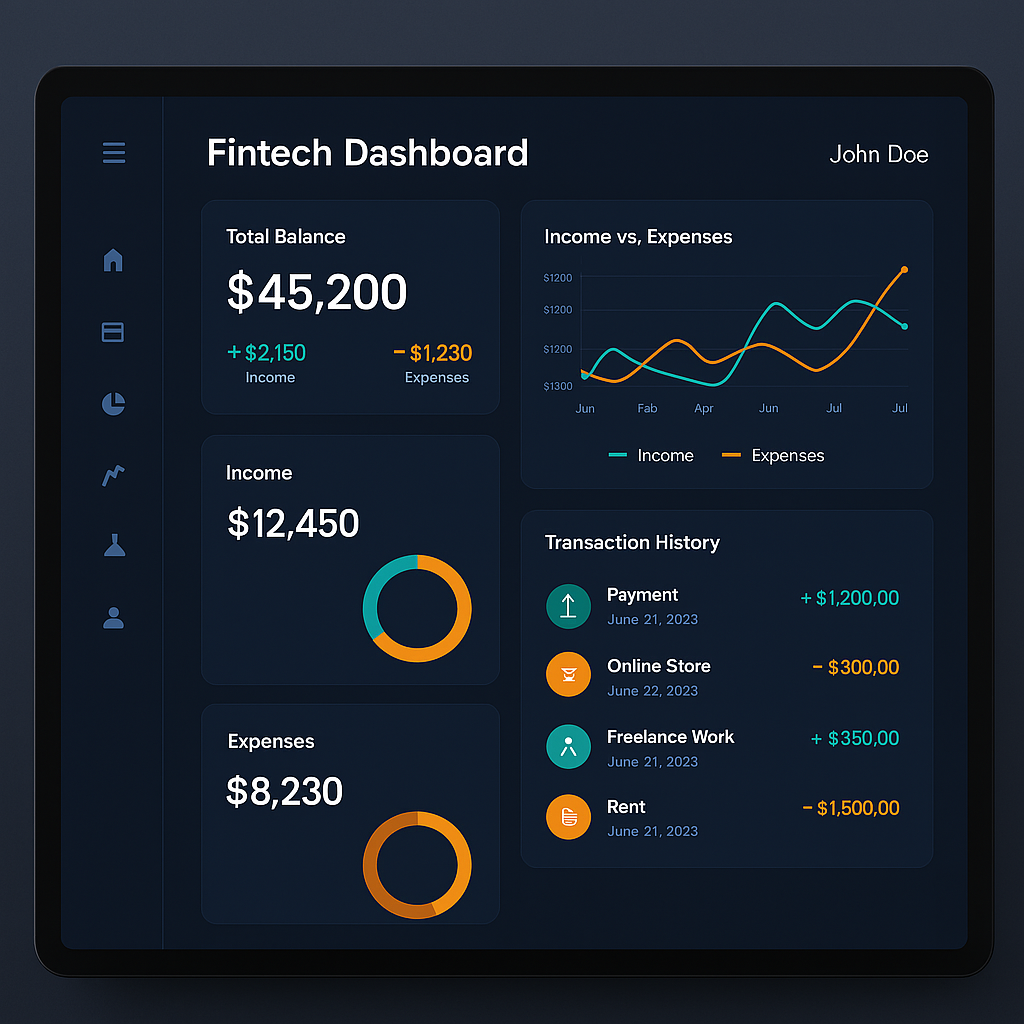 Fintech Dashboard
John Doe
Total Balance
$45,200
+ $2,150
− $1,230
Income
Expenses
Income
$12,450
Expenses
$8,230
Income vs, Expenses
$1200
$1200
$1200
$1300
Jun Fab Apr Jun Jul Jul
Income Expenses
Transaction History
Payment
+ $1,200,00
June 21, 2023
Online Store
− $300,00
June 22, 2023
Freelance Work
+ $350,00
June 21, 2023
Rent
− $1,500,00
June 21, 2023